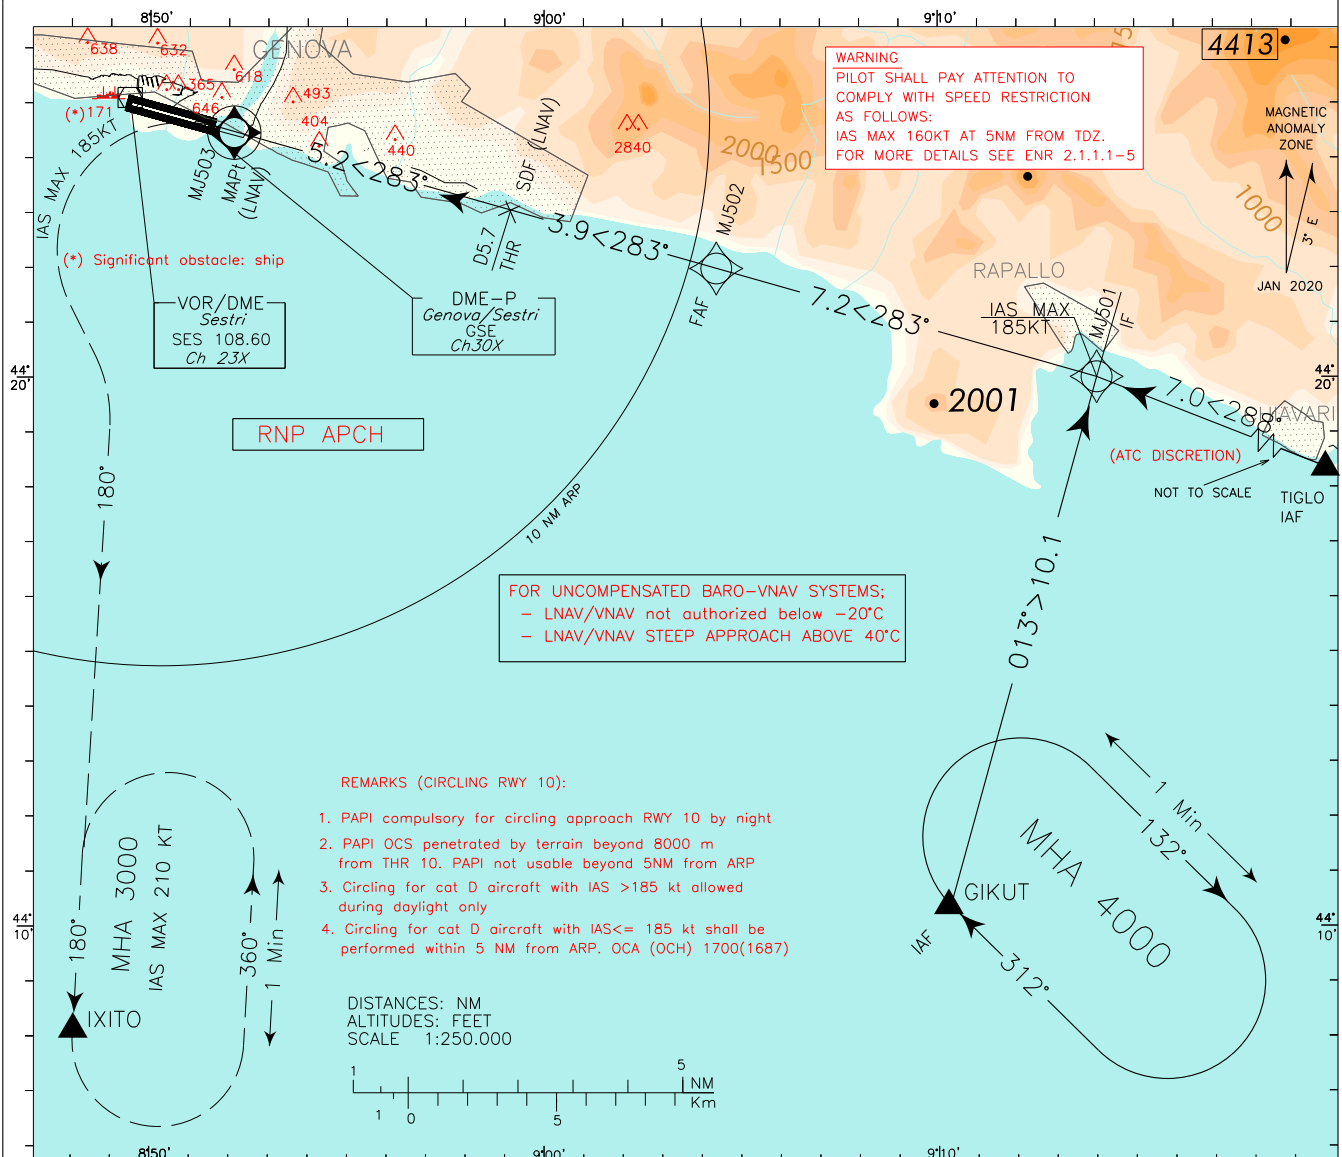 8°50'
9°00'
9°10'
638
632
GENOVA
618
365
646
493
404
440
(*)171
2840
2000
1500
15
4413
WARNING
PILOT SHALL PAY ATTENTION TO
COMPLY WITH SPEED RESTRICTION
AS FOLLOWS:
IAS MAX 160KT AT 5NM FROM TDZ.
FOR MORE DETAILS SEE ENR 2.1.1.1-5
MAGNETIC
ANOMALY
ZONE
3° E
JAN 2020
1000
IAS MAX 185KT
MJ503
MAPt
(LNAV)
5.2<283°
SDF (LNAV)
D5.7
THR
3.9<283°
MJ502
FAF
7.2<283°
RAPALLO
IAS MAX
185KT
MJ501
IF
(*) Significant obstacle: ship
VOR/DME
Sestri
SES 108.60
Ch 23X
DME-P
Genova/Sestri
GSE
Ch30X
44°
20'
44°
20'
2001
7.0<288°
CHIAVARI
(ATC DISCRETION)
NOT TO SCALE
TIGLO
IAF
RNP APCH
180°
10 NM ARP
013°>10.1
FOR UNCOMPENSATED BARO-VNAV SYSTEMS;
- LNAV/VNAV not authorized below -20°C
- LNAV/VNAV STEEP APPROACH ABOVE 40°C
REMARKS (CIRCLING RWY 10):
1. PAPI compulsory for circling approach RWY 10 by night
2. PAPI OCS penetrated by terrain beyond 8000 m
from THR 10. PAPI not usable beyond 5NM from ARP
3. Circling for cat D aircraft with IAS >185 kt allowed
during daylight only
4. Circling for cat D aircraft with IAS<= 185 kt shall be
performed within 5 NM from ARP. OCA (OCH) 1700(1687)
1 Min
132°
MHA
4000
GIKUT
IAF
312°
44°
10'
44°
10'
180°
MHA 3000
IAS MAX 210 KT
360°
1 Min
IXITO
DISTANCES: NM
ALTITUDES: FEET
SCALE 1:250.000
1
5
NM
Km
1
0
5
8°50'
9°00'
9°10'